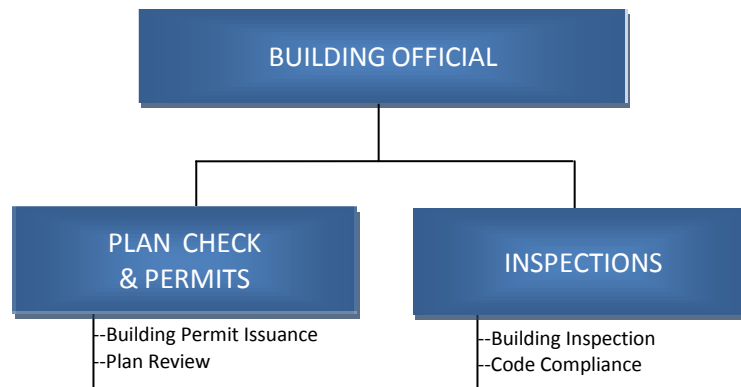 BUILDING OFFICIAL
PLAN CHECK
& PERMITS
--Building Permit Issuance
--Plan Review
INSPECTIONS
--Building Inspection
--Code Compliance